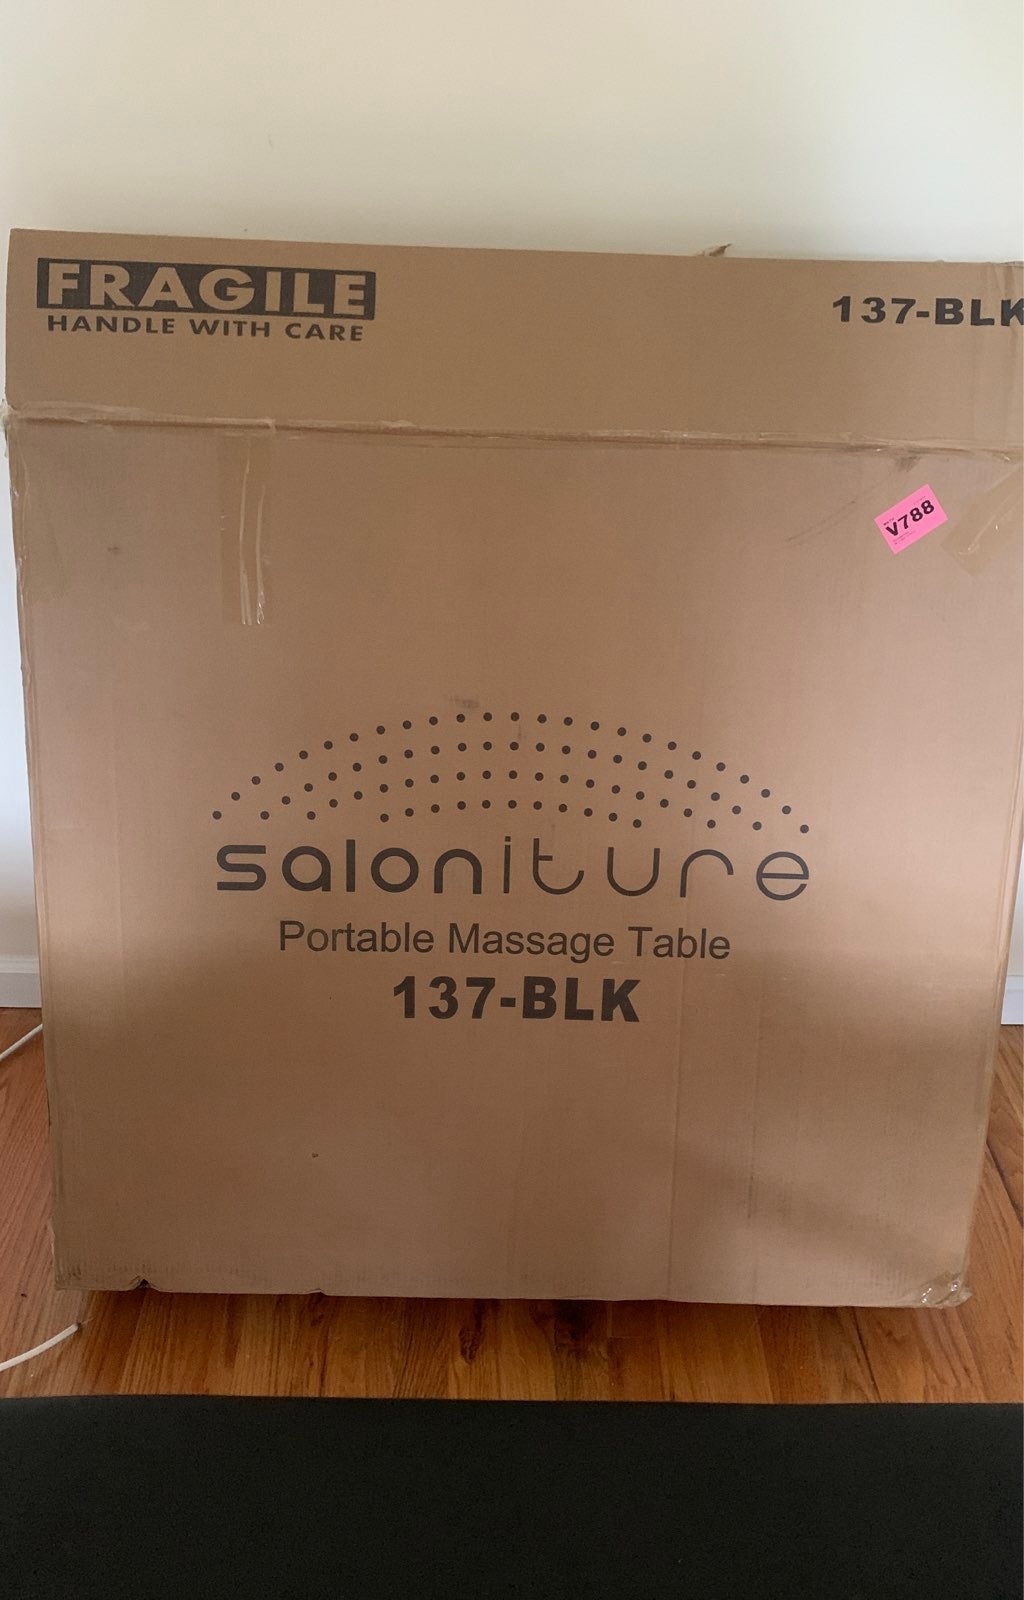 FRAGILE
HANDLE WITH CARE
137-BLK
V788
saloniture
Portable Massage Table
137-BLK